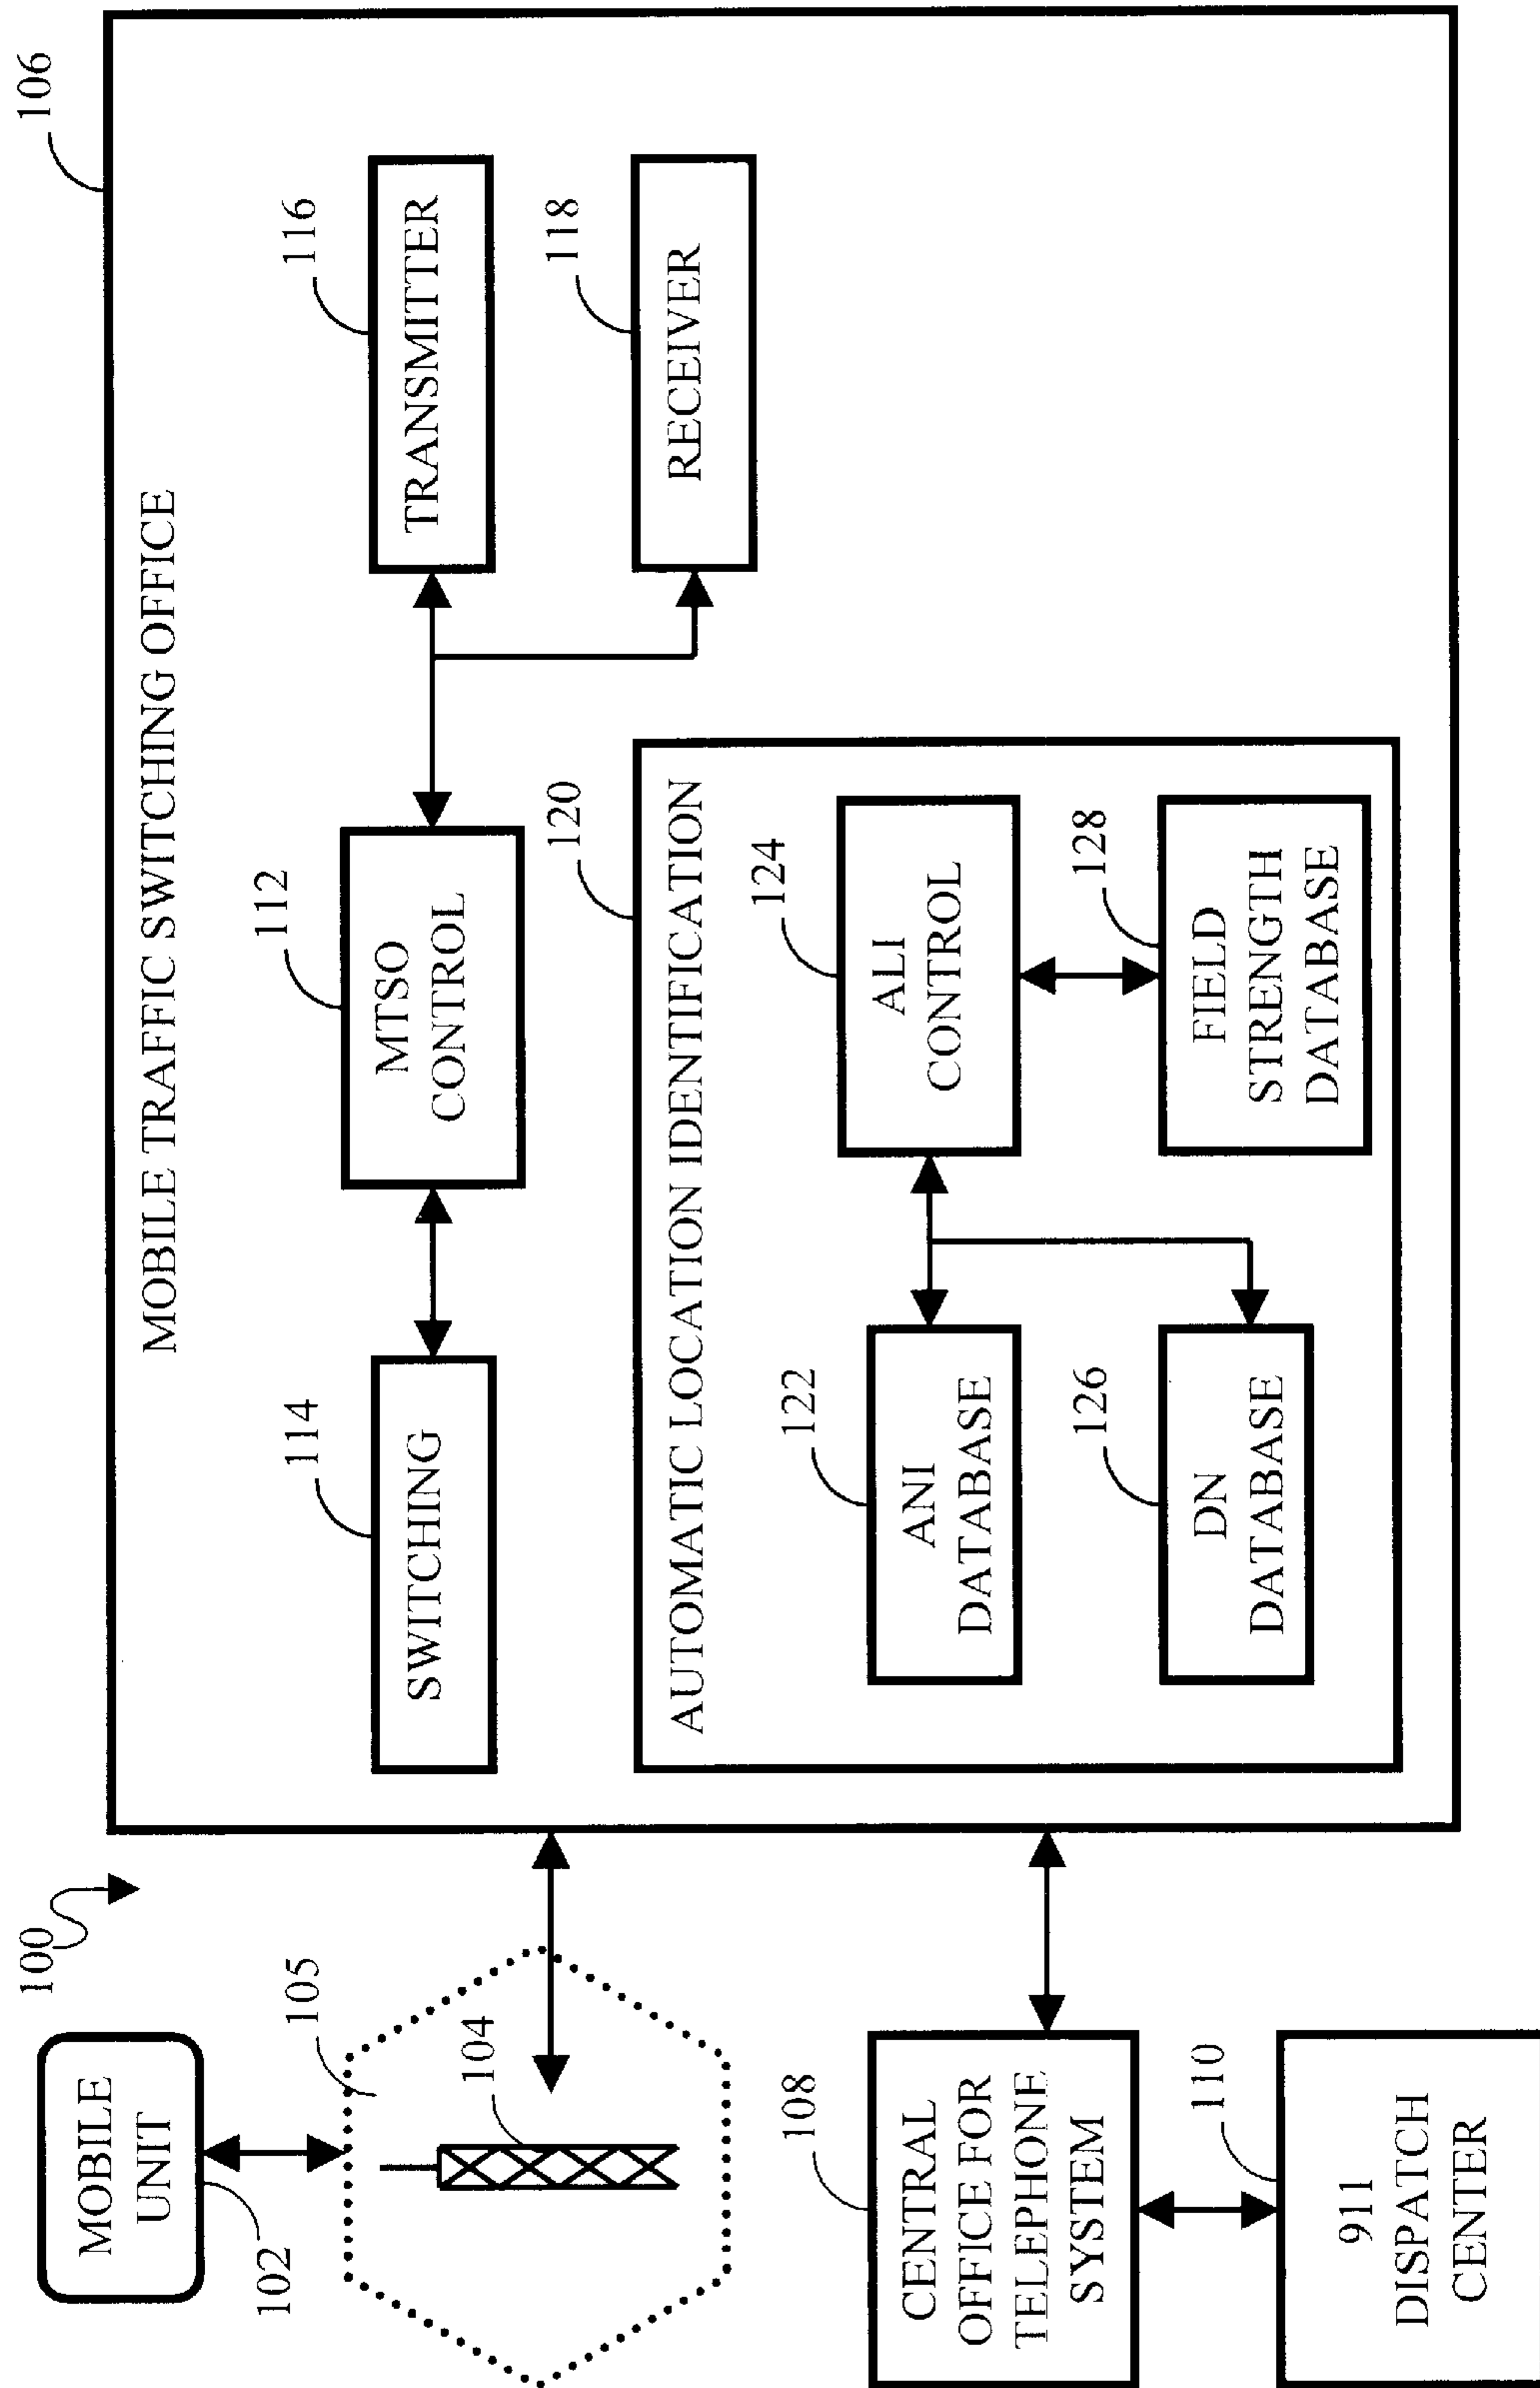 100
MOBILE
UNIT
102
105
104
108
CENTRAL
OFFICE FOR
TELEPHONE
SYSTEM
110
911
DISPATCH
CENTER
106
MOBILE TRAFFIC SWITCHING OFFICE
114
SWITCHING
112
MTSO
CONTROL
116
TRANSMITTER
118
RECEIVER
120
AUTOMATIC LOCATION IDENTIFICATION
122
ANI
DATABASE
124
ALI
CONTROL
126
DN
DATABASE
128
FIELD
STRENGTH
DATABASE